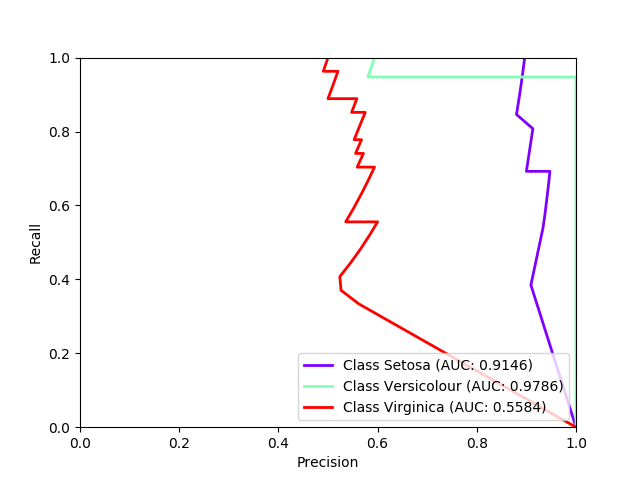 1.0
0.8
0.6
0.4
0.2
0.0
Recall
Class Setosa (AUC: 0.9146)
Class Versicolour (AUC: 0.9786)
Class Virginica (AUC: 0.5584)
0.0 0.2 0.4 0.6 0.8 1.0
Precision